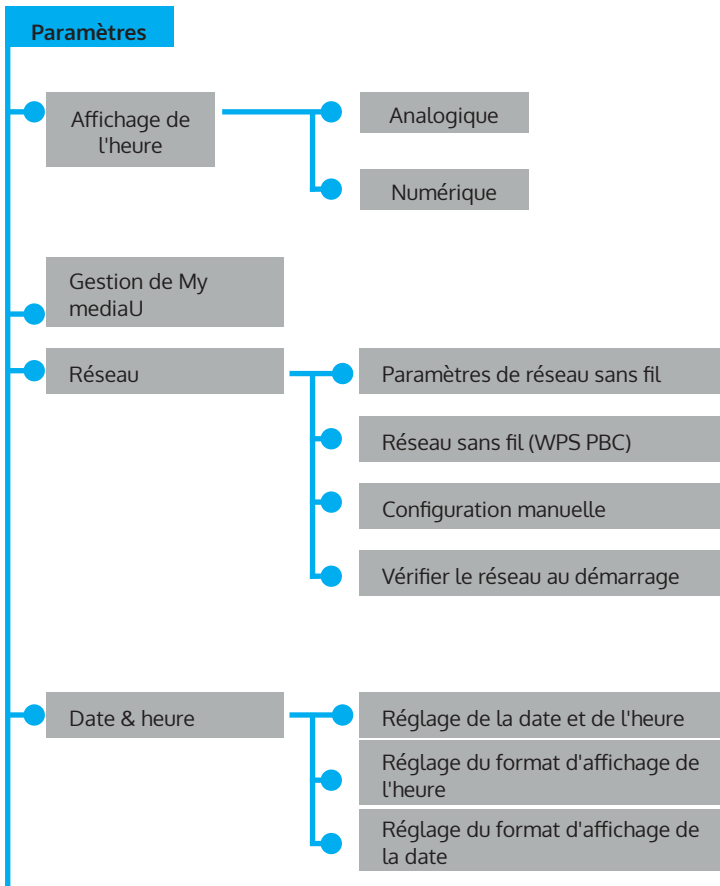 Paramètres
Affichage de
l'heure
Analogique
Numérique
Gestion de My
mediaU
Réseau
Paramètres de réseau sans fil
Réseau sans fil (WPS PBC)
Configuration manuelle
Vérifier le réseau au démarrage
Date & heure
Réglage de la date et de l'heure
Réglage du format d'affichage de
l'heure
Réglage du format d'affichage de
la date